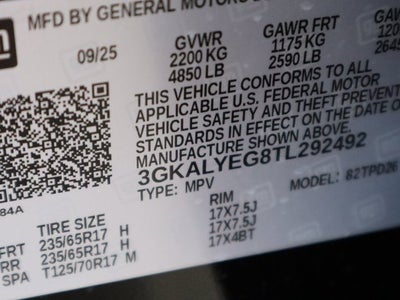 MFD BY GENERAL MOTORS
09/25
GVWR
2200 KG
4850 LB
GAWR FRT
1175 KG
2590 LB
THIS VEHICLE CONFORMS TO ALL
APPLICABLE U.S. FEDERAL MOTOR
VEHICLE SAFETY AND THEFT PREVENT
STANDARDS IN EFFECT ON THE DATE O
MANUFACTURE SHOWN ABOVE.
3GKALYEG8TL292492
TYPE: MPV
MODEL: 82TPD26
84A
TIRE SIZE RIM
FRT 235/65R17 H 17X7.5J
RR 235/65R17 H 17X7.5J
SPA T125/70R17 M 17X4BT